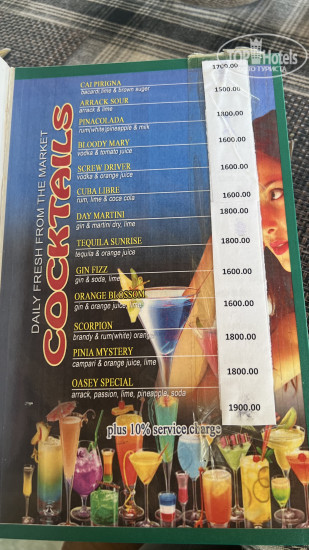 TopHotels
DAILY FRESH FROM THE MARKET
COCKTAILS
CAI PIRIGNA 1700.00
bacardi,lime & brown suger
ARRACK SOUR 1500.00
arrack & lime
PINACOLADA 1800.00
rum(white)pineapple & milk
BLOODY MARY 1600.00
vodka & tomato juice
SCREW DRIVER 1600.00
vodka & orange juice
CUBA LIBRE 1600.00
rum, lime & coca cola
DAY MARTINI 1800.00
gin & martini dry, lime
TEQUILA SUNRISE 1800.00
tequila & orange juice
GIN FIZZ 1600.00
gin & soda, lime
ORANGE BLOSSOM 1600.00
gin & orange juice,
SCORPION 1800.00
brandy & rum(white) orang
PINIA MYSTERY 1800.00
campari & orange juice, lime
OASEY SPECIAL 1900.00
arrack, passion, lime, pineapple, soda
plus 10% service charge